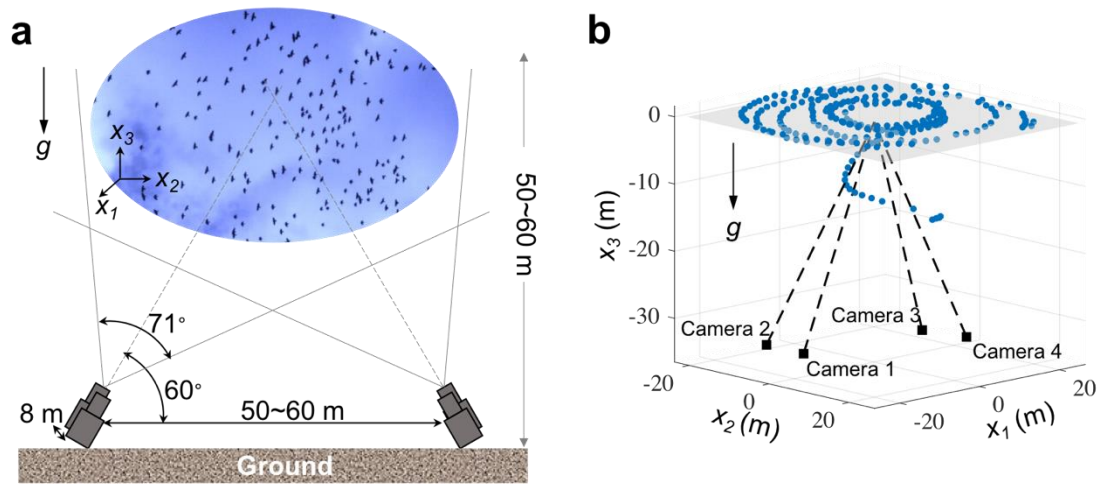 a
g
x3
x2
x1
50~60 m
71°
60°
8 m
50~60 m
Ground
b
0
-10
-20
-30
x3 (m)
g
Camera 3
Camera 2
Camera 4
Camera 1
-20
0
20
x2 (m)
-20
0
20
x1 (m)